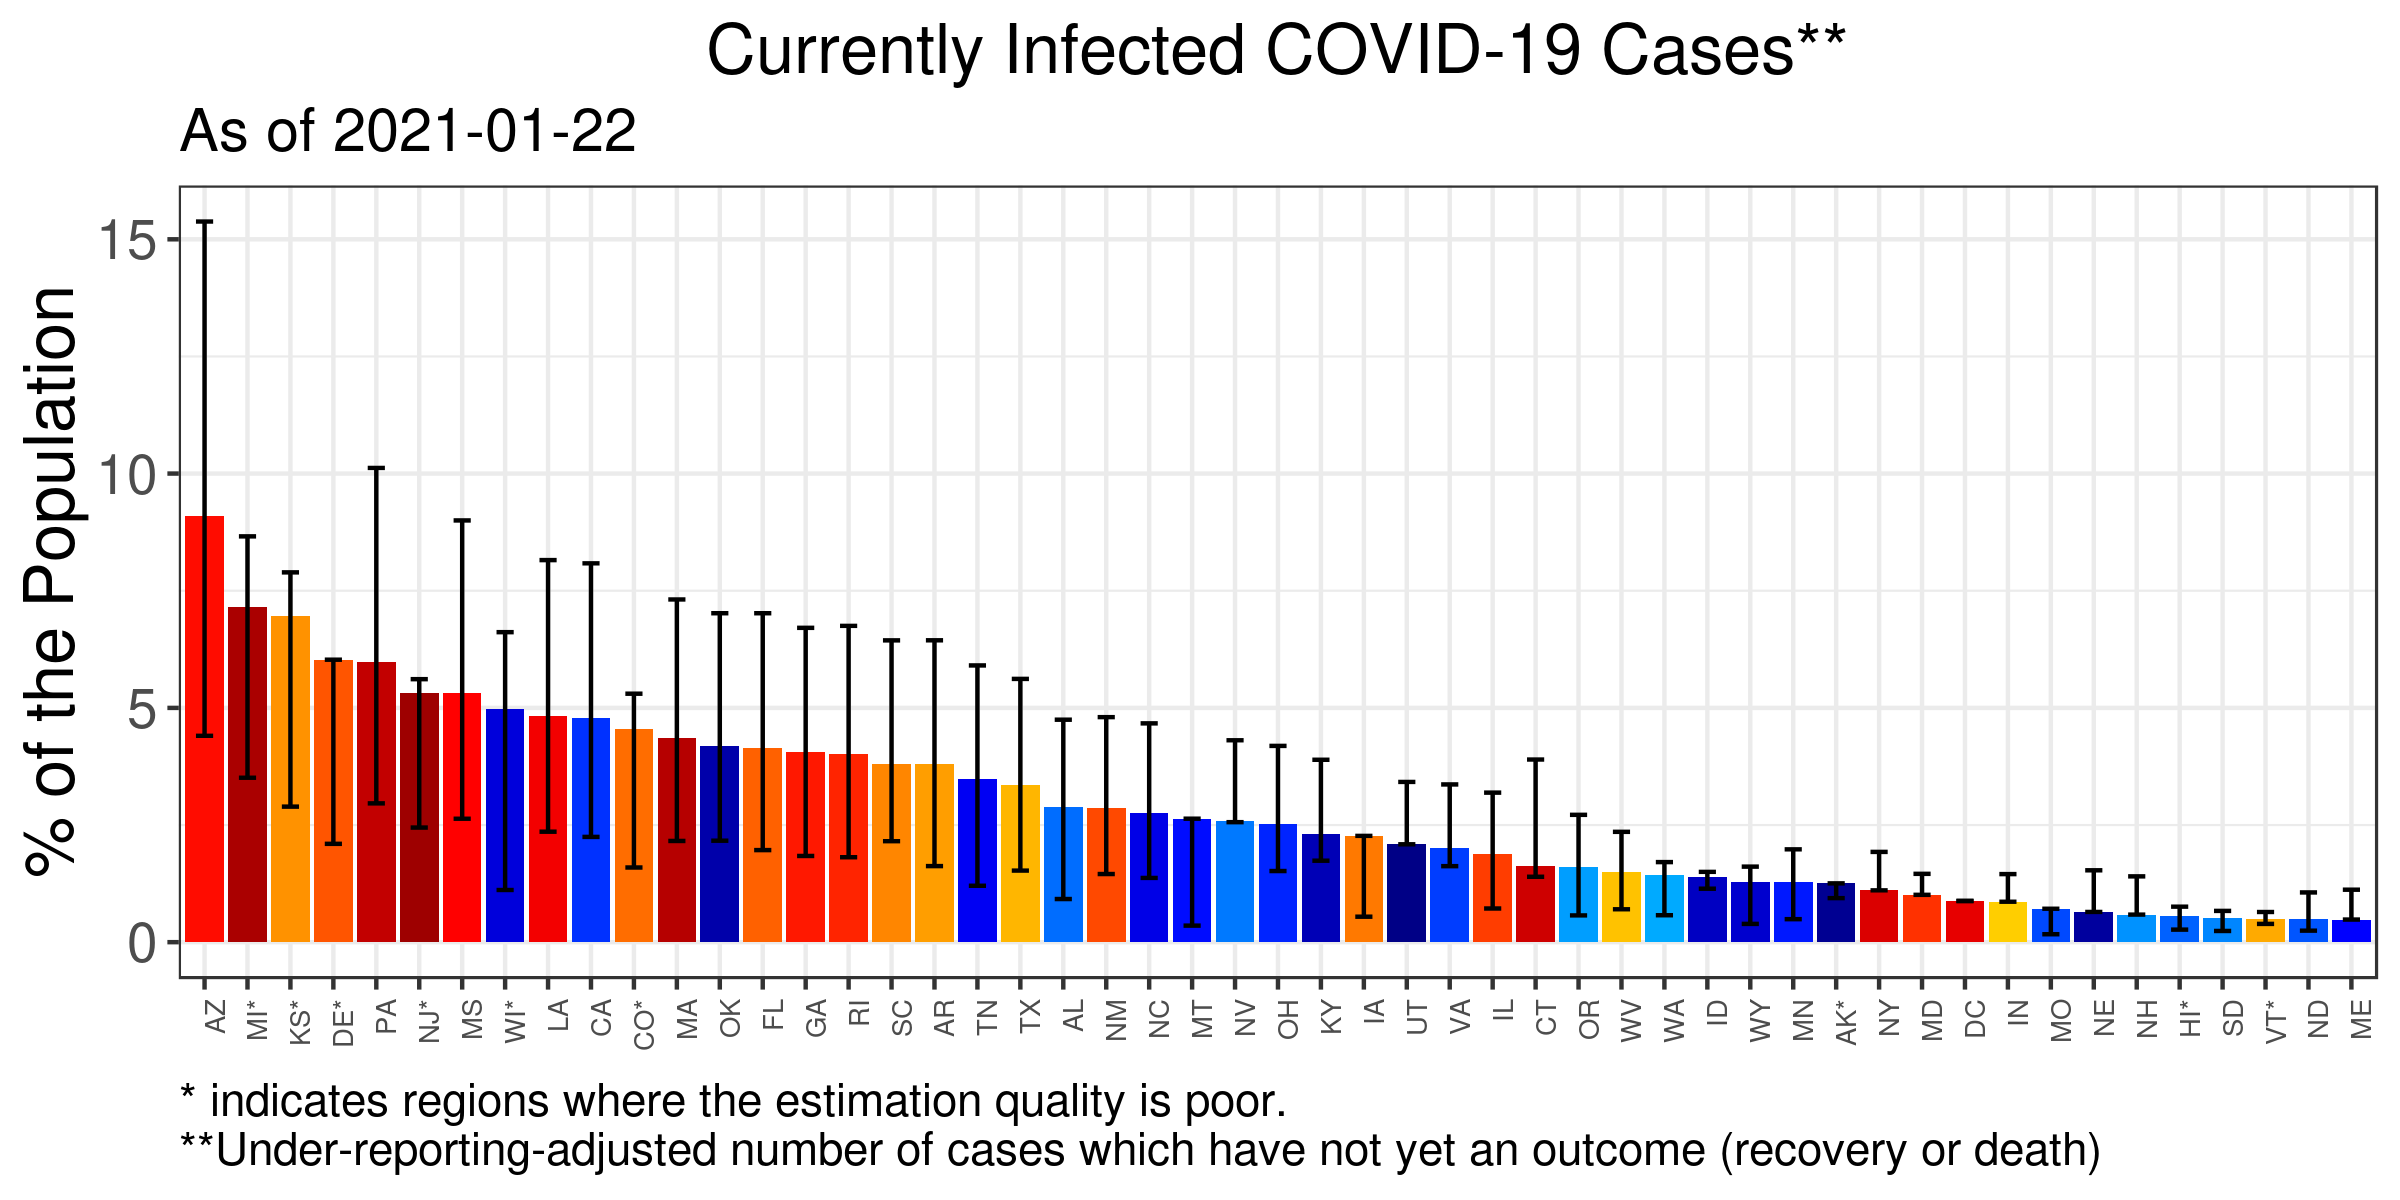 Currently Infected COVID-19 Cases**
As of 2021-01-22
% of the Population
15
10
5
0
AZ MI* KS* DE* PA NJ* MS WI* LA CA CO* MA OK FL GA RI SC AR TN TX AL NM NC MT NV OH KY IA UT VA IL CT OR WV WA ID WY MN AK* NY MD DC IN MO NE NH HI* SD VT* ND ME
* indicates regions where the estimation quality is poor.
**Under-reporting-adjusted number of cases which have not yet an outcome (recovery or death)